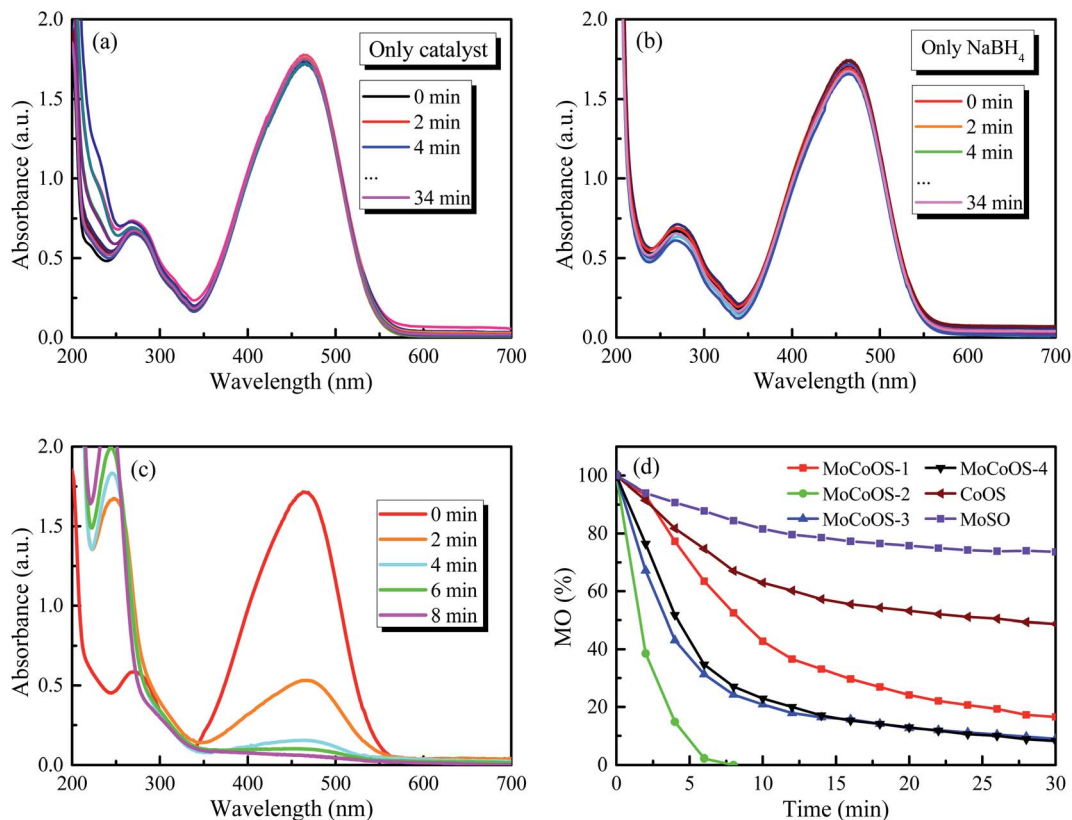 (a)
Only catalyst
0 min
2 min
4 min
...
34 min
Absorbance (a.u.)
2.0
1.5
1.0
0.5
0.0
200 300 400 500 600 700
Wavelength (nm)
(b)
Only NaBH4
0 min
2 min
4 min
...
34 min
Absorbance (a.u.)
2.0
1.5
1.0
0.5
0.0
200 300 400 500 600 700
Wavelength (nm)
(c)
0 min
2 min
4 min
6 min
8 min
Absorbance (a.u.)
2.0
1.5
1.0
0.5
0.0
200 300 400 500 600 700
Wavelength (nm)
(d)
MoCoOS-1 MoCoOS-4
MoCoOS-2 CoOS
MoCoOS-3 MoSO
MO (%)
100
80
60
40
20
0
0 5 10 15 20 25 30
Time (min)